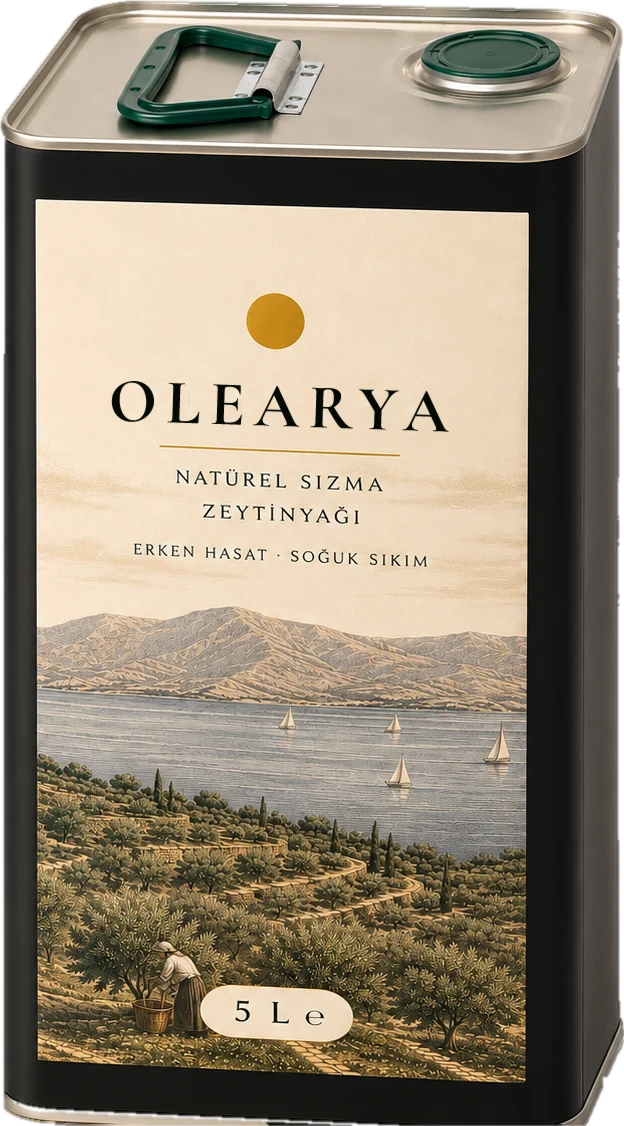 OLEARYA
NATÜREL SIZMA
ZEYTİNYAĞI
ERKEN HASAT · SOĞUK SIKIM
5 L ℮